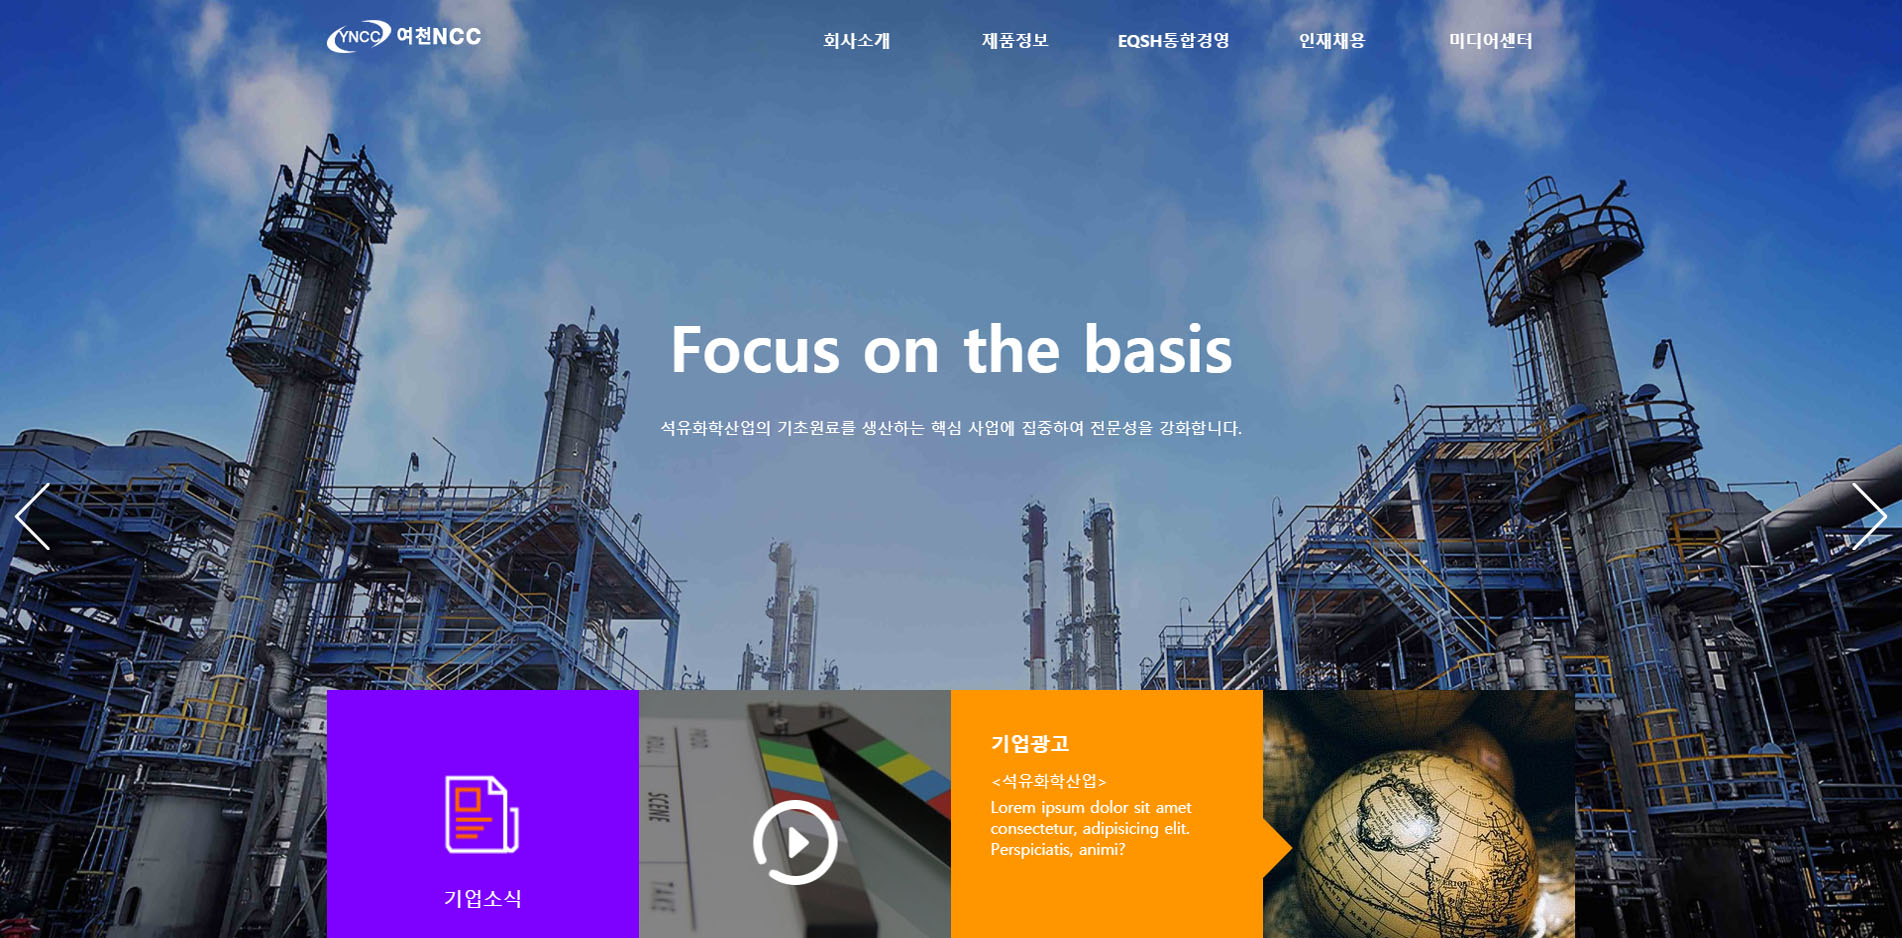 YNCC 여천NCC
회사소개 제품정보 EQSH통합경영 인재채용 미디어센터
Focus on the basis
석유화학산업의 기초원료를 생산하는 핵심 사업에 집중하여 전문성을 강화합니다.
기업소식
PROD.
ROLL
SCENE
TAKE
기업광고
<석유화학산업>
Lorem ipsum dolor sit amet
consectetur, adipisicing elit.
Perspiciatis, animi?